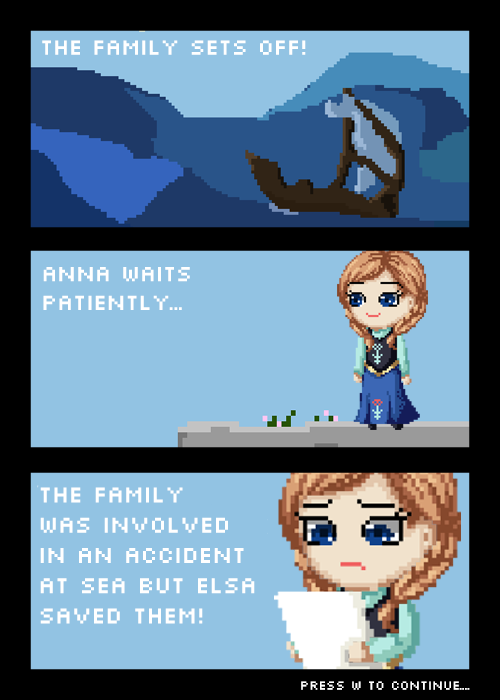 THE FAMILY SETS OFF!
ANNA WAITS
PATIENTLY...
THE FAMILY
WAS INVOLVED
IN AN ACCIDENT
AT SEA BUT ELSA
SAVED THEM!
PRESS W TO CONTINUE...